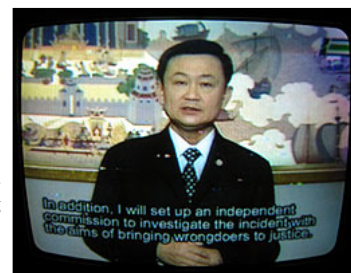 In addition, I will set up an independent
commission to investigate the incident with
the aims of bringing wrongdoers to justice.